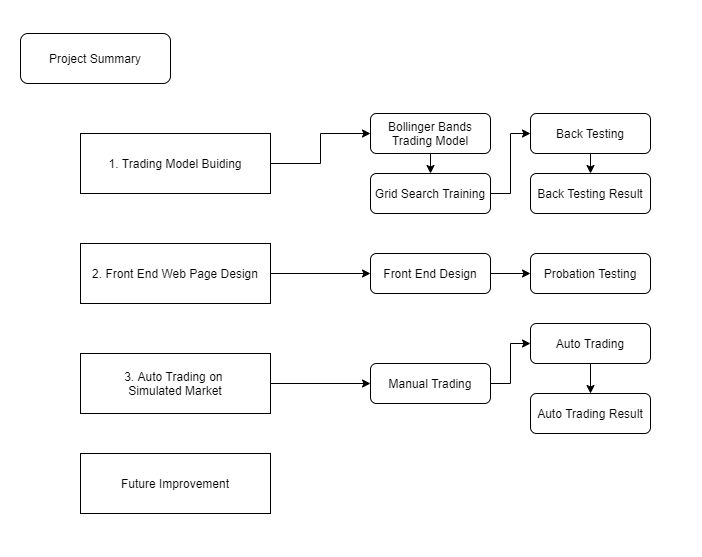 Project Summary
1. Trading Model Buiding
Bollinger Bands
Trading Model
Grid Search Training
Back Testing
Back Testing Result
2. Front End Web Page Design
Front End Design
Probation Testing
3. Auto Trading on
Simulated Market
Manual Trading
Auto Trading
Auto Trading Result
Future Improvement